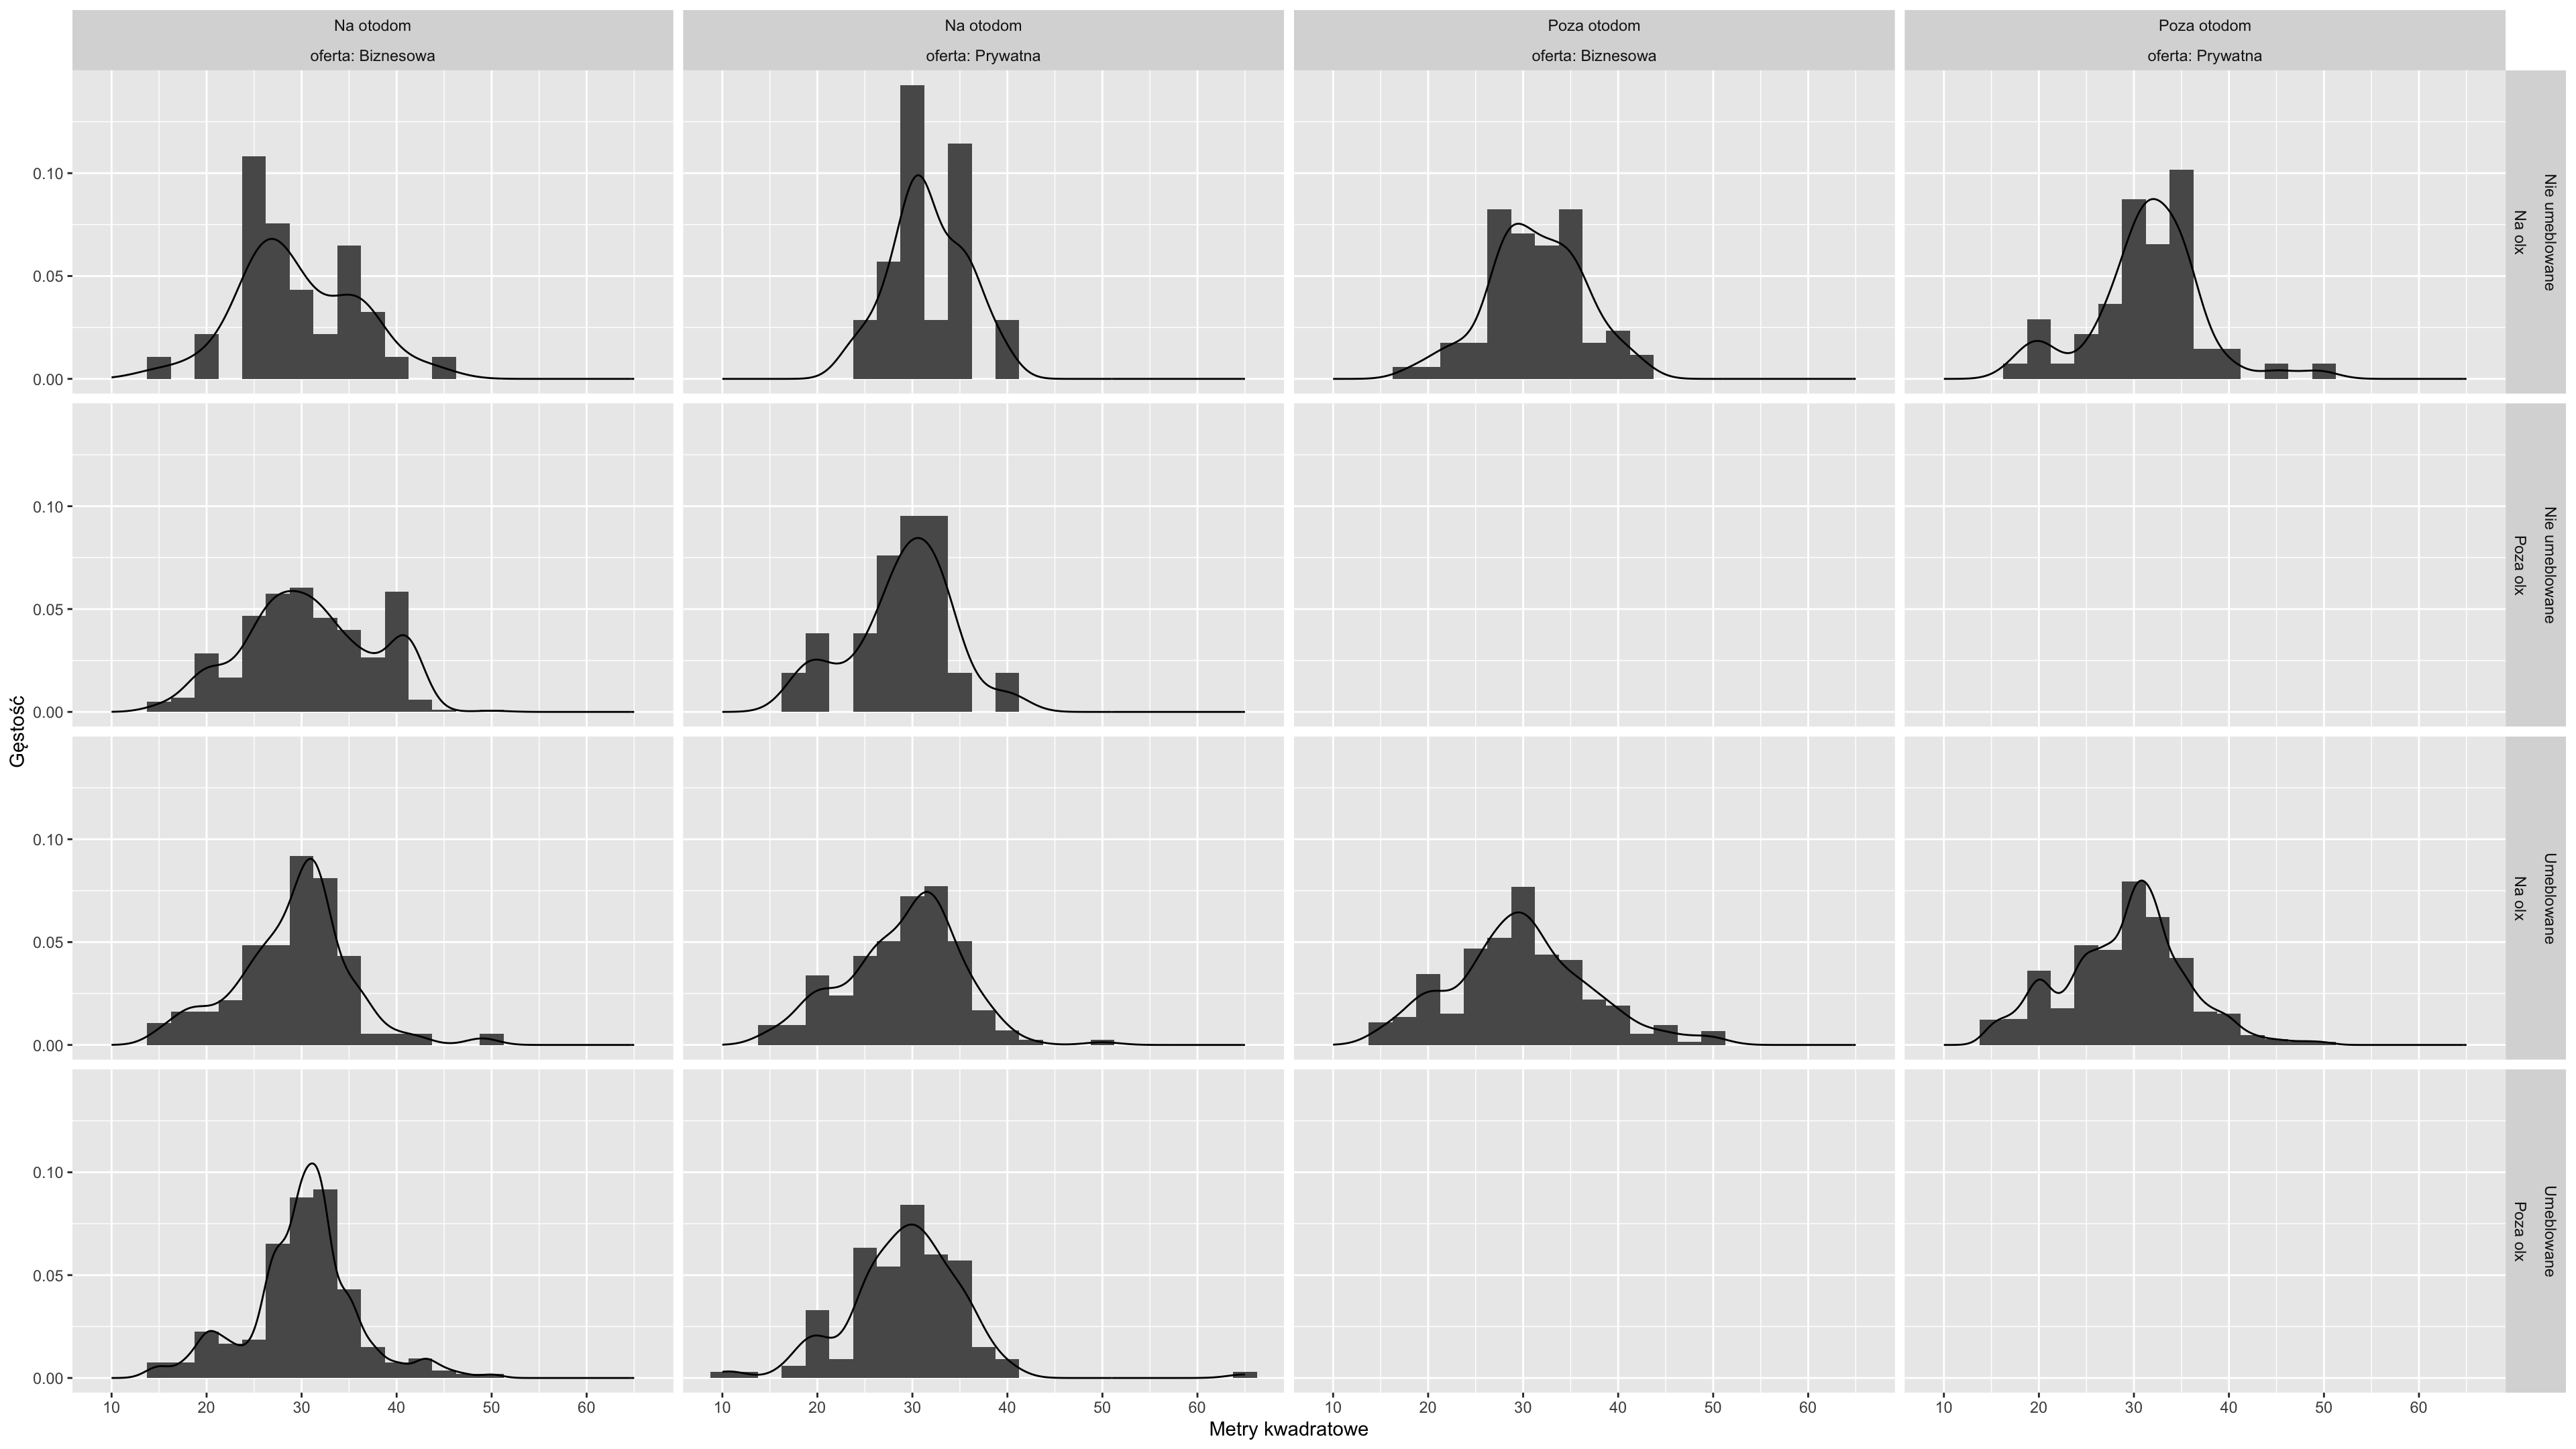 Na otodom
oferta: Biznesowa
Na otodom
oferta: Prywatna
Poza otodom
oferta: Biznesowa
Poza otodom
oferta: Prywatna
0.10
0.05
0.00
Nie umeblowane
Na olx
0.10
0.05
0.00
Nie umeblowane
Poza olx
Gęstość
0.10
0.05
0.00
Umeblowane
Na olx
0.10
0.05
0.00
Umeblowane
Poza olx
10 20 30 40 50 60
10 20 30 40 50 60
10 20 30 40 50 60
10 20 30 40 50 60
Metry kwadratowe